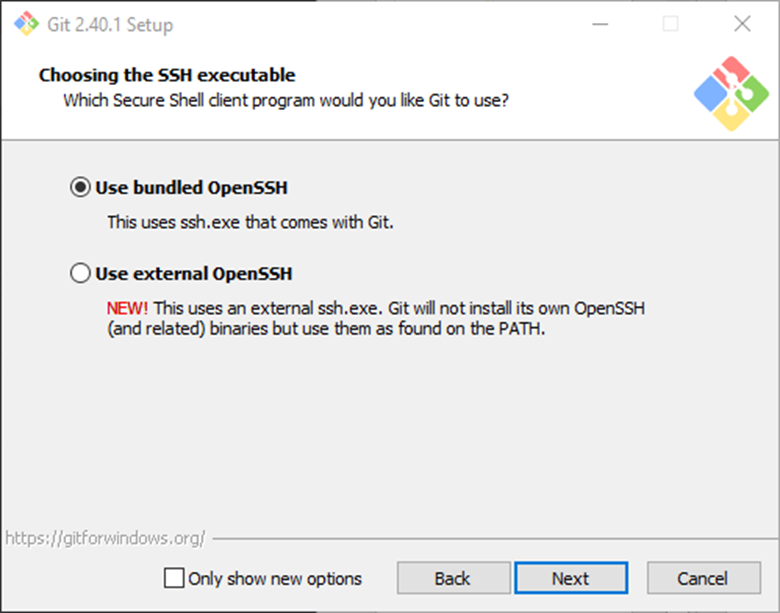 Git 2.40.1 Setup
Choosing the SSH executable
Which Secure Shell client program would you like Git to use?
Use bundled OpenSSH
This uses ssh.exe that comes with Git.
Use external OpenSSH
NEW! This uses an external ssh.exe. Git will not install its own OpenSSH
(and related) binaries but use them as found on the PATH.
https://gitforwindows.org/
Only show new options
Back
Next
Cancel